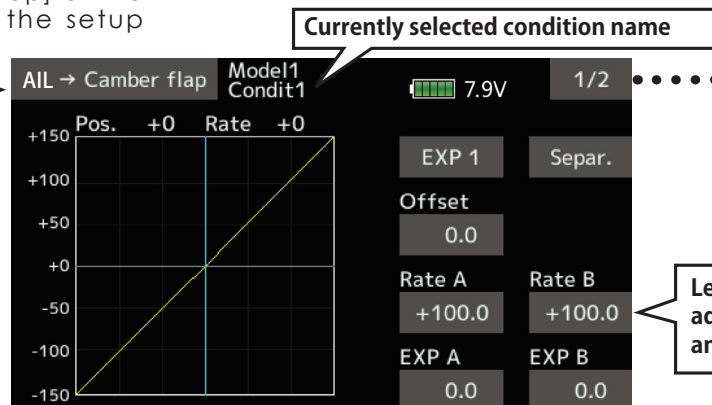 the setup
Currently selected condition name
AIL → Camber flap
Model1
Condit1
7.9V
1/2
Pos. +0 Rate +0
+150
+100
+50
+0
-50
-100
-150
EXP 1
Separ.
Offset
0.0
Rate A
Rate B
+100.0
+100.0
EXP A
EXP B
0.0
0.0